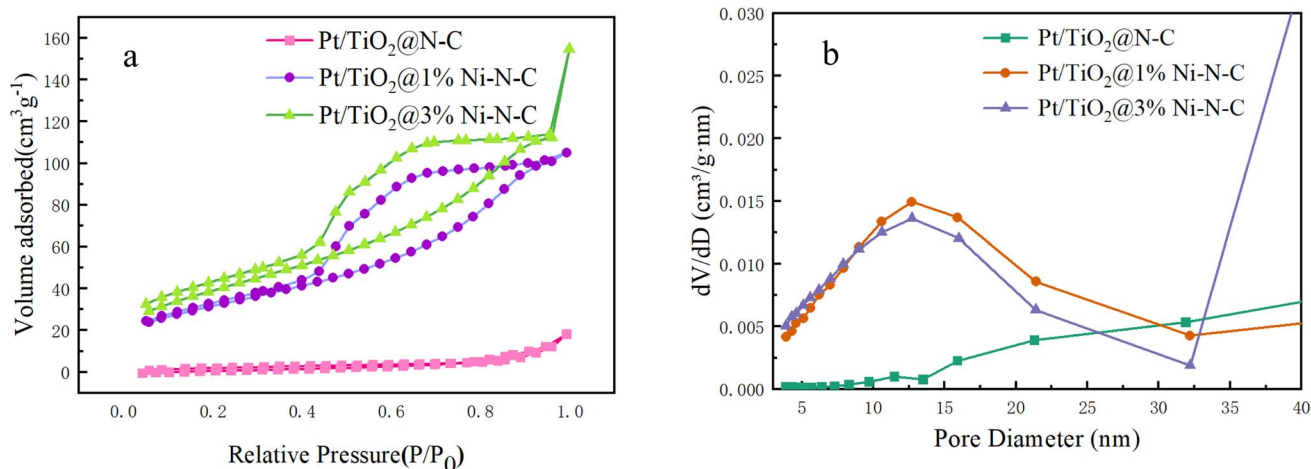 a
Pt/TiO₂@N-C
Pt/TiO₂@1% Ni-N-C
Pt/TiO₂@3% Ni-N-C
160
140
120
100
80
60
40
20
0
Volume adsorbed(cm³g⁻¹)
0.0 0.2 0.4 0.6 0.8 1.0
Relative Pressure(P/P₀)
b
Pt/TiO₂@N-C
Pt/TiO₂@1% Ni-N-C
Pt/TiO₂@3% Ni-N-C
0.030
0.025
0.020
0.015
0.010
0.005
0.000
dV/dD (cm³/g·nm)
5 10 15 20 25 30 35 40
Pore Diameter (nm)